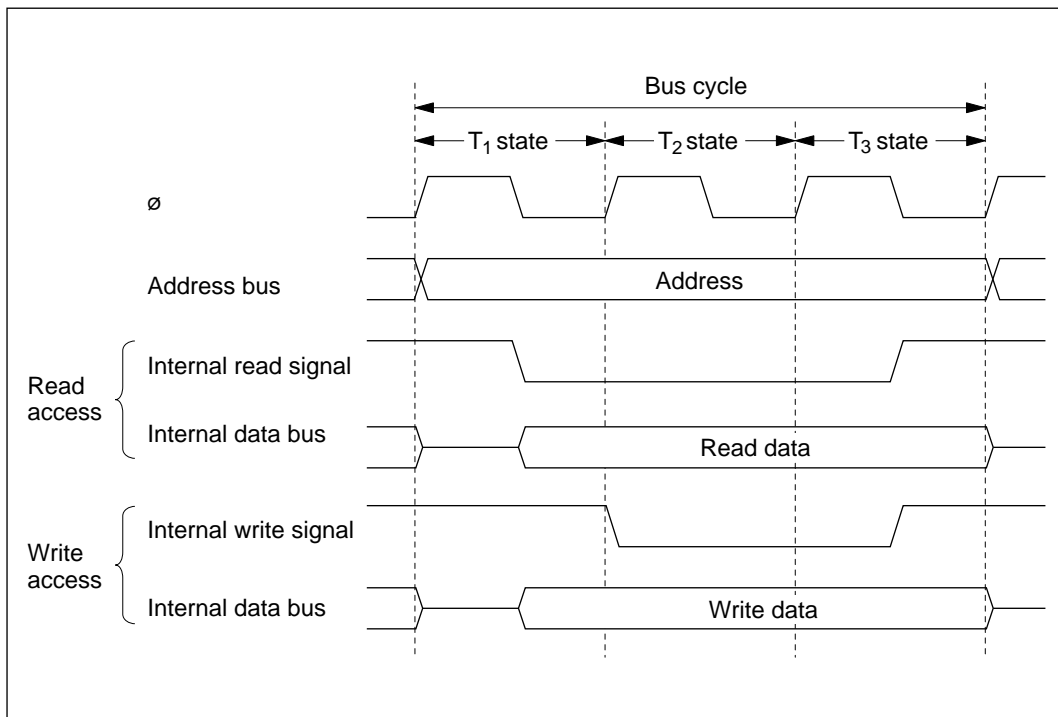 Bus cycle
T1 state
T2 state
T3 state
ø
Address bus
Address
Read
access
Internal read signal
Internal data bus
Read data
Write
access
Internal write signal
Internal data bus
Write data